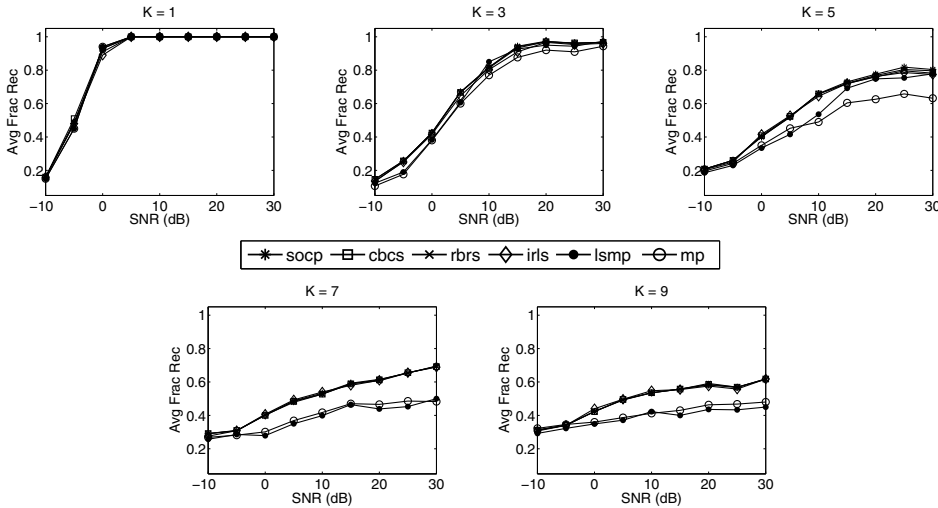 K = 1
1
0.8
0.6
0.4
0.2
Avg Frac Rec
−10 0 10 20 30
SNR (dB)
K = 3
1
0.8
0.6
0.4
0.2
Avg Frac Rec
−10 0 10 20 30
SNR (dB)
K = 5
1
0.8
0.6
0.4
0.2
Avg Frac Rec
−10 0 10 20 30
SNR (dB)
socp cbcs rbrs irls lsmp mp
K = 7
1
0.8
0.6
0.4
0.2
Avg Frac Rec
−10 0 10 20 30
SNR (dB)
K = 9
1
0.8
0.6
0.4
0.2
Avg Frac Rec
−10 0 10 20 30
SNR (dB)